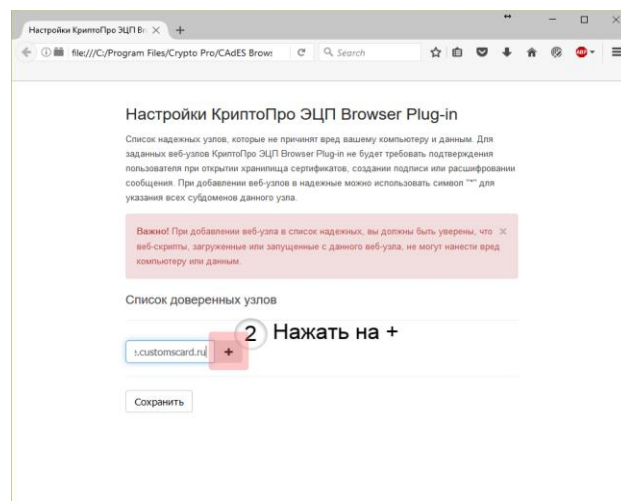 Настройки КриптоПро ЭЦП Br
file:///C:/Program Files/Crypto Pro/CAdES Brows
Search
ABP
Настройки КриптоПро ЭЦП Browser Plug-in
Список надежных узлов, которые не причинят вред вашему компьютеру и данным. Для
заданных веб-узлов КриптоПро ЭЦП Browser Plug-in не будет требовать подтверждения
пользователя при открытии хранилища сертификатов, создании подписи или расшифровании
сообщения. При добавлении веб-узлов в надежные можно использовать символ "*" для
указания всех субдоменов данного узла.
Важно! При добавлении веб-узла в список надежных, вы должны быть уверены, что
веб-скрипты, загруженные или запущенные с данного веб-узла, не могут нанести вред
компьютеру или данным.
Список доверенных узлов
2 Нажать на +
.customscard.ru +
Сохранить